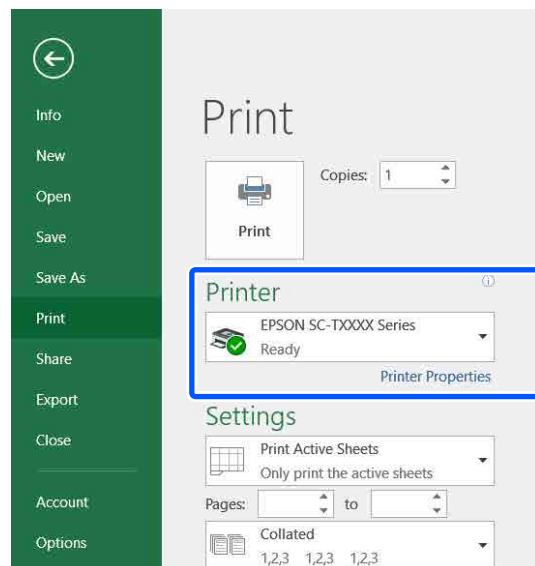 Info
New
Open
Save
Save As
Print
Share
Export
Close
Account
Options
Print
Copies: 1
Print
Printer
EPSON SC-TXXXX Series
Ready
Printer Properties
Settings
Print Active Sheets
Only print the active sheets
Pages: to
Collated
1,2,3 1,2,3 1,2,3